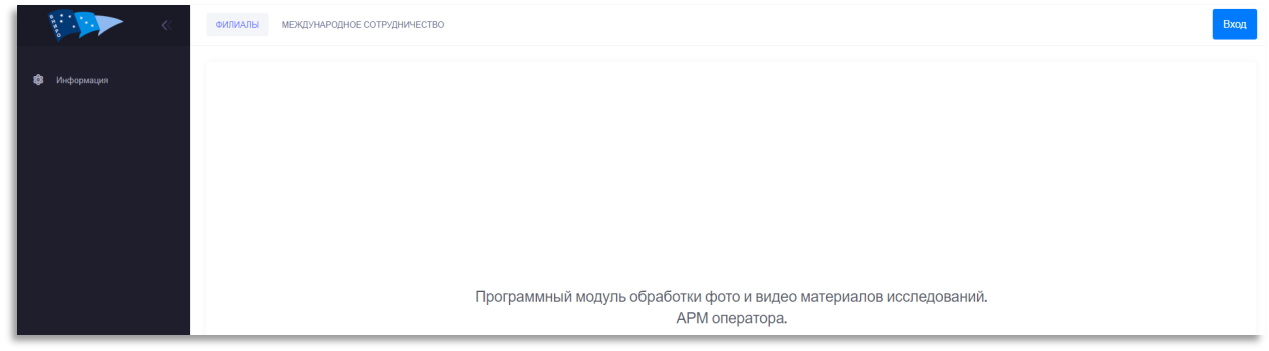 ФИЛИАЛЫ
МЕЖДУНАРОДНОЕ СОТРУДНИЧЕСТВО
Вход
Информация
Программный модуль обработки фото и видео материалов исследований.
АРМ оператора.